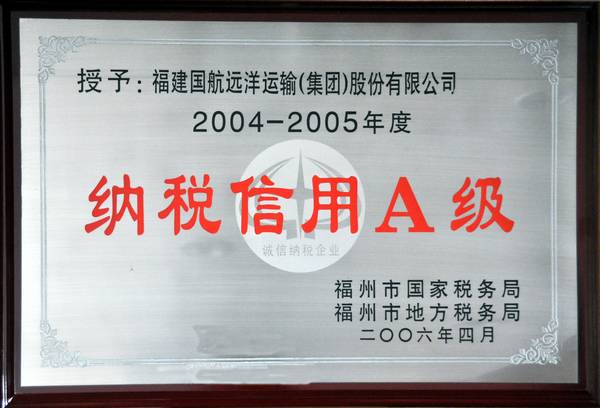 授予：福建国航远洋运输(集团)股份有限公司
2004-2005年度
纳税信用A级
诚信纳税企业
福州市国家税务局
福州市地方税务局
二〇〇六年四月